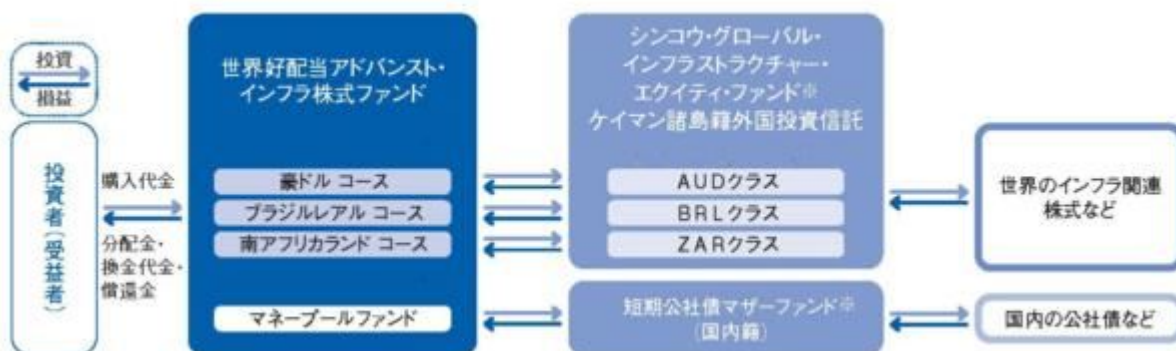 投資
損益
投資者(受益者)
購入代金
分配金・
換金代金・
償還金
世界好配当アドバンスト・
インフラ株式ファンド
豪ドル コース
ブラジルレアル コース
南アフリカランド コース
マネープールファンド
シンコウ・グローバル・
インフラストラクチャー・
エクイティ・ファンド※
ケイマン諸島籍外国投資信託
AUDクラス
BRLクラス
ZARクラス
短期公社債マザーファンド※
(国内籍)
世界のインフラ関連
株式など
国内の公社債など